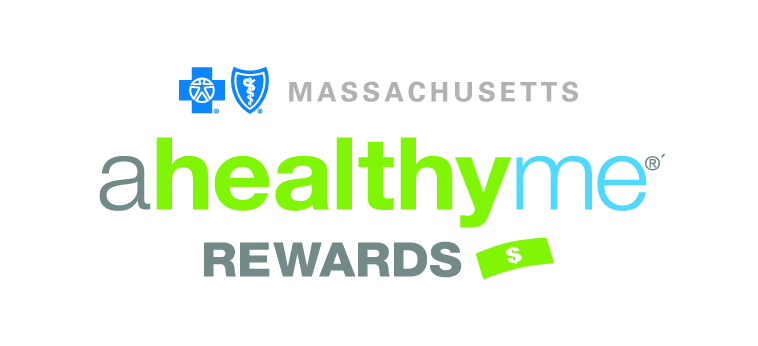 ® ® MASSACHUSETTS
ahealthyme®´
REWARDS $